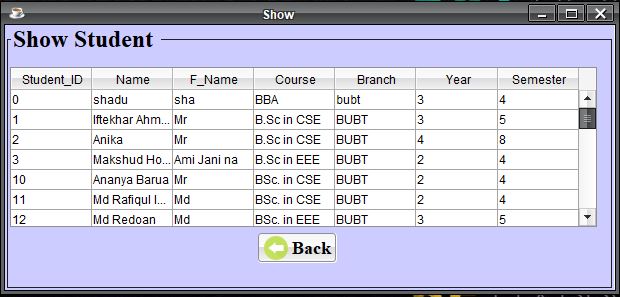 Show
Show Student
Student_ID Name F_Name Course Branch Year Semester
0 shadu sha BBA bubt 3 4
1 Iftekhar Ahm... Mr B.Sc in CSE BUBT 3 5
2 Anika Mr B.Sc in CSE BUBT 4 8
3 Makshud Ho... Ami Jani na B.Sc in EEE BUBT 2 4
10 Ananya Barua Mr BSc. in CSE BUBT 2 4
11 Md Rafiqul I... Md BSc. in CSE BUBT 2 4
12 Md Redoan Md BSc. in EEE BUBT 3 5
Back